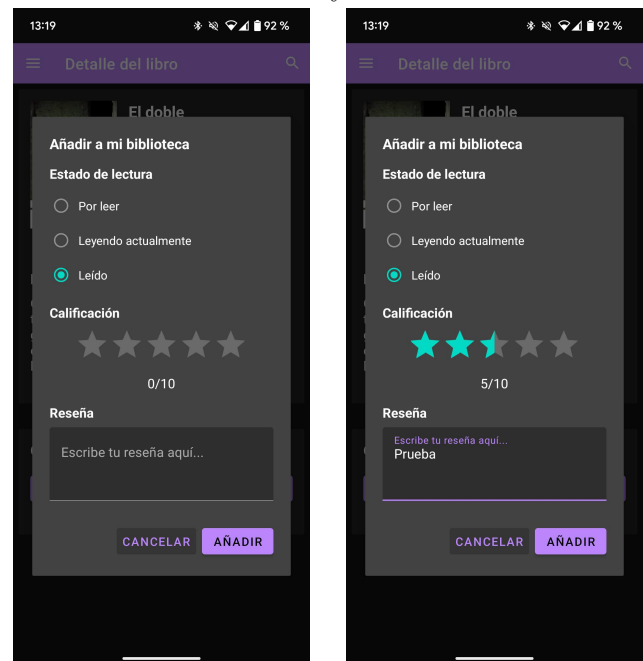 13:19
92 %
Detalle del libro
El doble
Añadir a mi biblioteca
Estado de lectura
Por leer
Leyendo actualmente
Leído
Calificación
0/10
Reseña
Escribe tu reseña aquí...
CANCELAR
AÑADIR
13:19
92 %
Detalle del libro
El doble
Añadir a mi biblioteca
Estado de lectura
Por leer
Leyendo actualmente
Leído
Calificación
5/10
Reseña
Escribe tu reseña aquí...
Prueba
CANCELAR
AÑADIR